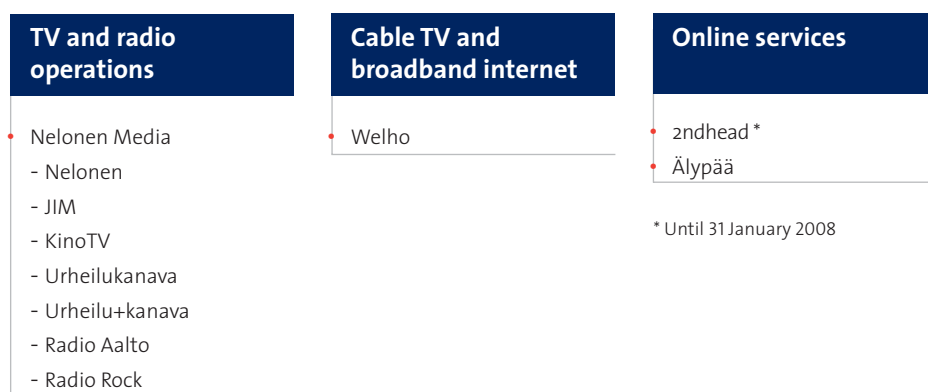 TV and radio
operations
• Nelonen Media
- Nelonen
- JIM
- KinoTV
- Urheilukanava
- Urheilu+kanava
- Radio Aalto
- Radio Rock
Cable TV and
broadband internet
• Welho
Online services
• 2ndhead *
• Älypää
* Until 31 January 2008